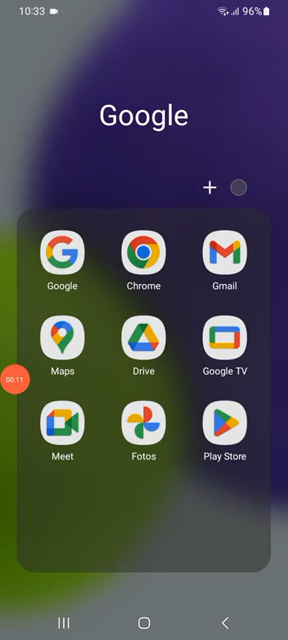 10:33
96%
Google
Google
Chrome
Gmail
Maps
Drive
Google TV
00:11
Meet
Fotos
Play Store